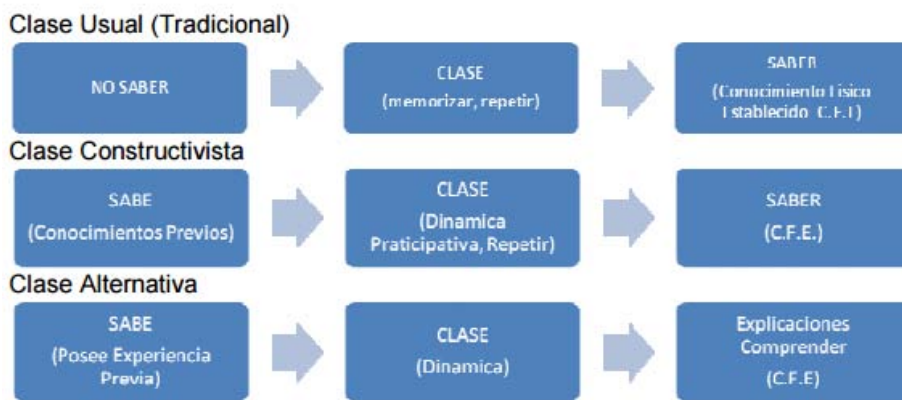 Clase Usual (Tradicional)
NO SABER
CLASE
(memorizar, repetir)
SABER
(Conocimiento Físico
Establecido C.F.E)
Clase Constructivista
SABE
(Conocimientos Previos)
CLASE
(Dinamica
Praticipativa, Repetir)
SABER
(C.F.E.)
Clase Alternativa
SABE
(Posee Experiencia
Previa)
CLASE
(Dinamica)
Explicaciones
Comprender
(C.F.E)